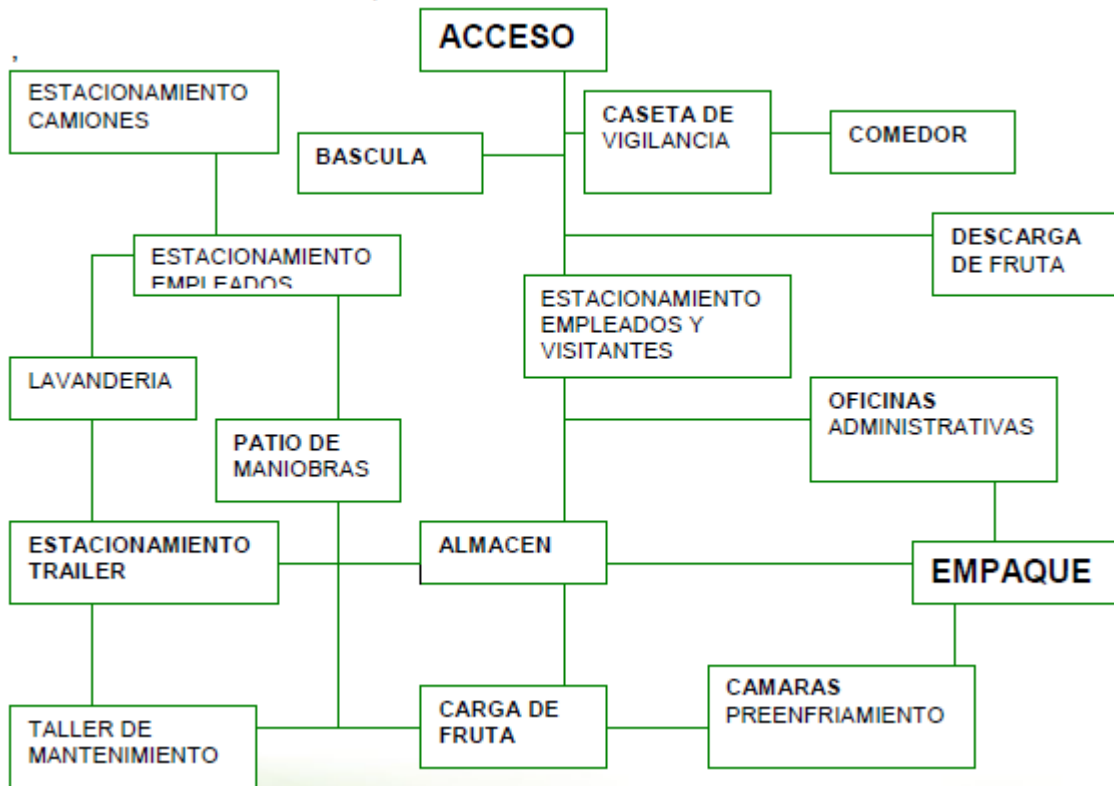 ACCESO
,
ESTACIONAMIENTO
CAMIONES
CASETA DE
VIGILANCIA
COMEDOR
BASCULA
DESCARGA
DE FRUTA
ESTACIONAMIENTO
EMPLEADOS
ESTACIONAMIENTO
EMPLEADOS Y
VISITANTES
LAVANDERIA
OFICINAS
ADMINISTRATIVAS
PATIO DE
MANIOBRAS
ESTACIONAMIENTO
TRAILER
ALMACEN
EMPAQUE
CAMARAS
PREENFRIAMIENTO
CARGA DE
FRUTA
TALLER DE
MANTENIMIENTO